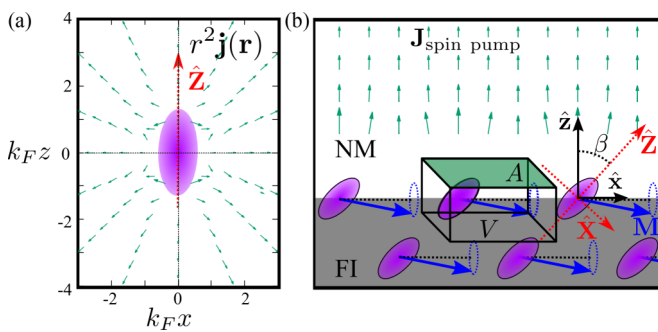 (a)
r²j(r)
Ẑ
k_F z
4
2
0
-2
-4
-2
0
2
k_F x
(b)
J_spin pump
NM
ẑ
β
Ẑ
A
x̂
V
X̂
M
FI